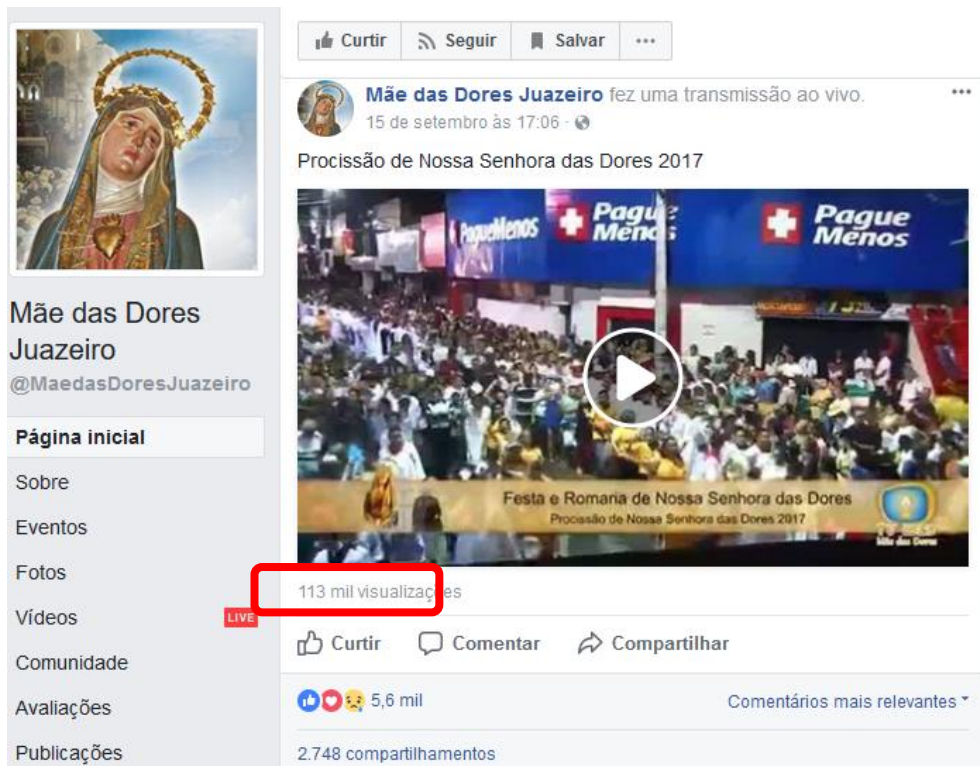 Mãe das Dores
Juazeiro
@MaedasDoresJuazeiro
Página inicial
Sobre
Eventos
Fotos
Vídeos
LIVE
Comunidade
Avaliações
Publicações
Curtir Seguir Salvar ...
Mãe das Dores Juazeiro fez uma transmissão ao vivo.
15 de setembro às 17:06 ·
Procissão de Nossa Senhora das Dores 2017
PagueMenos
Pague
Menos
Pague
Menos
Festa e Romaria de Nossa Senhora das Dores
Procissão de Nossa Senhora das Dores 2017
Mãe das Dores
113 mil visualizações
Curtir Comentar Compartilhar
5,6 mil
Comentários mais relevantes
2.748 compartilhamentos